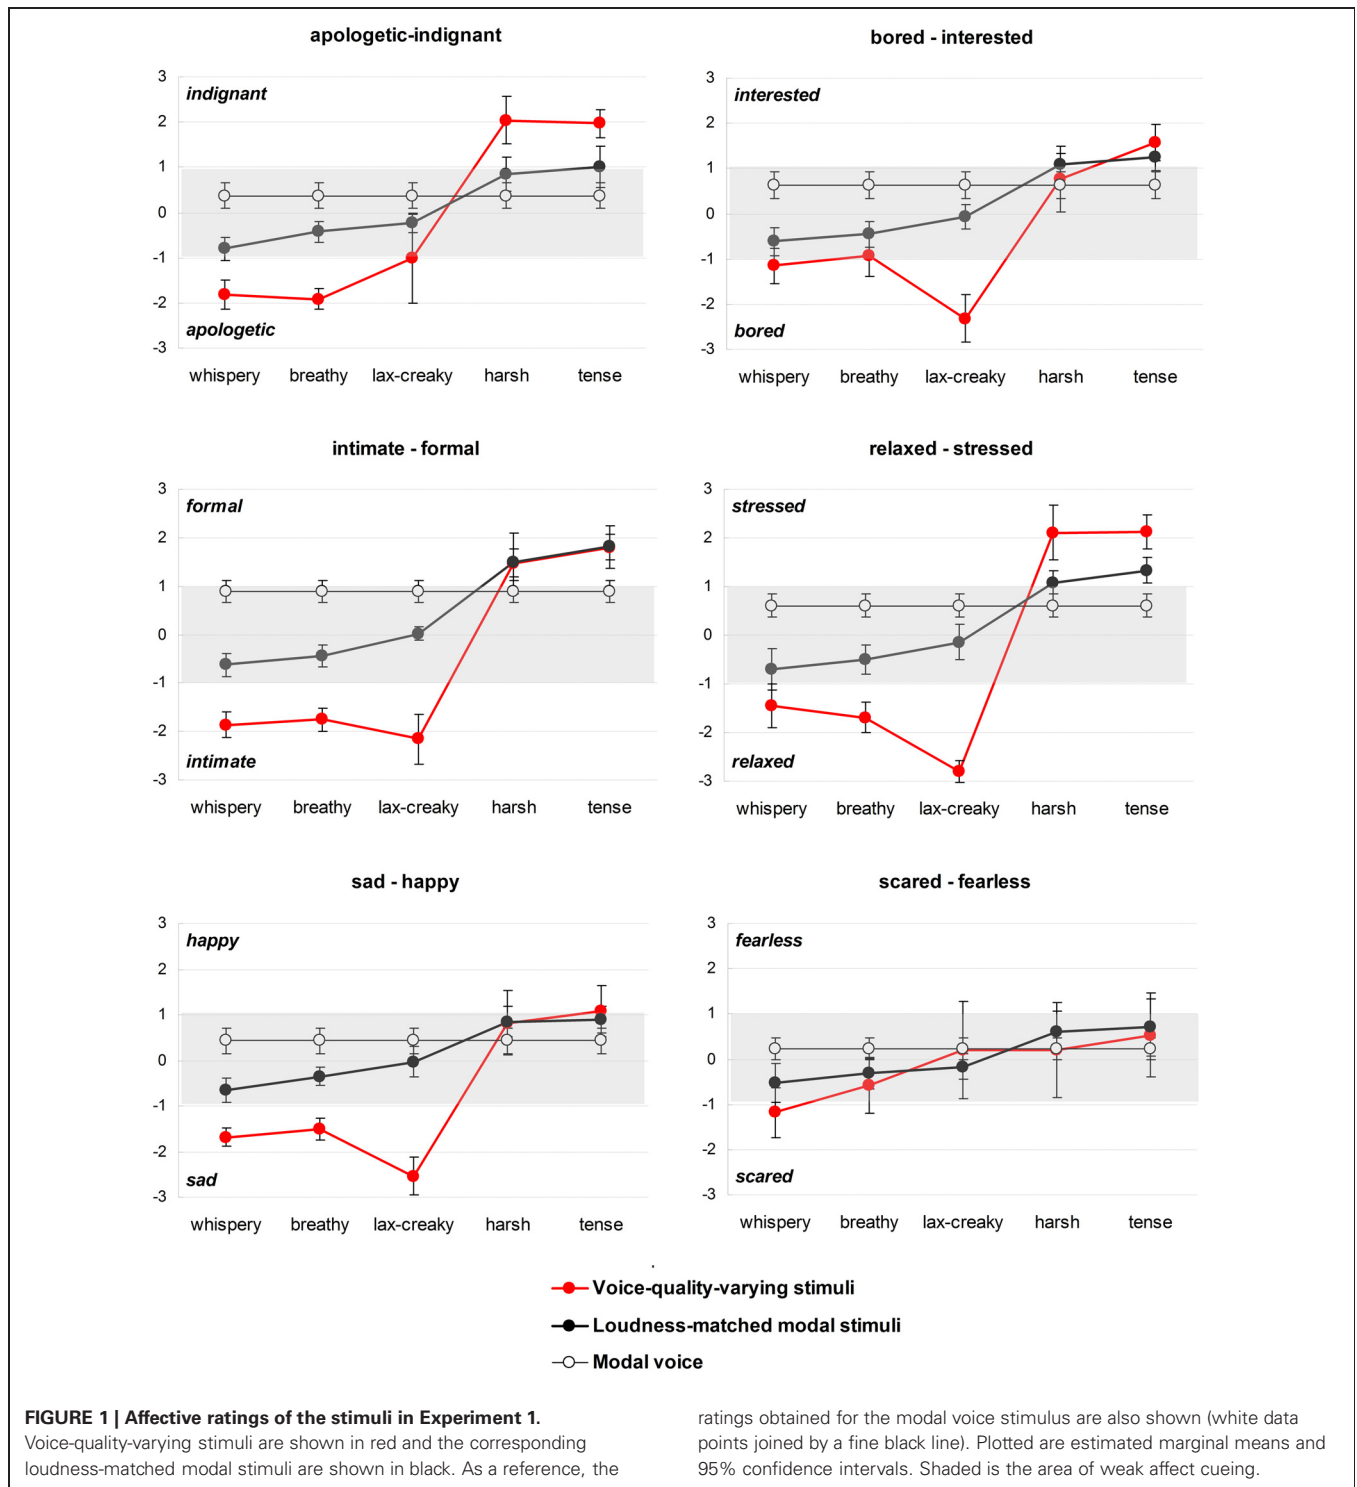 apologetic-indignant
3
indignant
2
1
0
-1
-2
apologetic
-3
whispery breathy lax-creaky harsh tense
bored - interested
3
interested
2
1
0
-1
-2
bored
-3
whispery breathy lax-creaky harsh tense
intimate - formal
3
formal
2
1
0
-1
-2
intimate
-3
whispery breathy lax-creaky harsh tense
relaxed - stressed
3
stressed
2
1
0
-1
-2
relaxed
-3
whispery breathy lax-creaky harsh tense
sad - happy
3
happy
2
1
0
-1
-2
sad
-3
whispery breathy lax-creaky harsh tense
scared - fearless
3
fearless
2
1
0
-1
-2
scared
-3
whispery breathy lax-creaky harsh tense
Voice-quality-varying stimuli
Loudness-matched modal stimuli
Modal voice
FIGURE 1 | Affective ratings of the stimuli in Experiment 1.
Voice-quality-varying stimuli are shown in red and the corresponding
loudness-matched modal stimuli are shown in black. As a reference, the
ratings obtained for the modal voice stimulus are also shown (white data
points joined by a fine black line). Plotted are estimated marginal means and
95% confidence intervals. Shaded is the area of weak affect cueing.